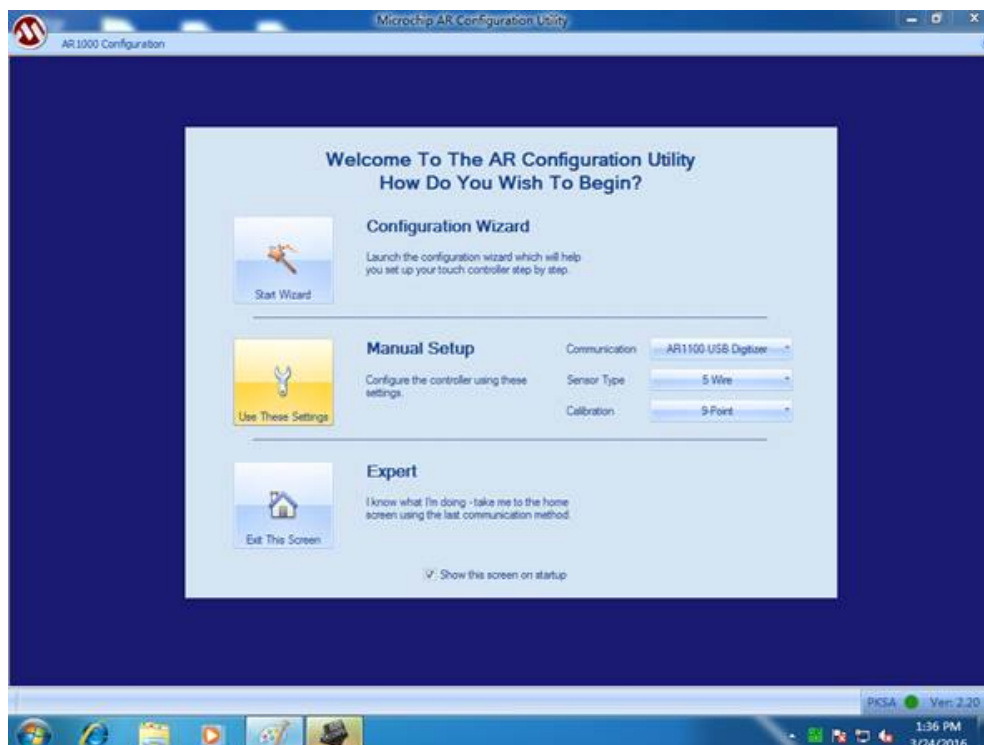 Microchip AR Configuration Utility
AR1000 Configuration
Welcome To The AR Configuration Utility
How Do You Wish To Begin?
Configuration Wizard
Launch the configuration wizard which will help
you set up your touch controller step by step.
Start Wizard
Manual Setup
Configure the controller using these
settings.
Use These Settings
Communication AR1100 USB Digitizer
Sensor Type 5 Wire
Calibration 9-Point
Expert
I know what I'm doing - take me to the home
screen using the last communication method.
Exit This Screen
Show this screen on startup
PKSA Ver: 2.20
1:36 PM
3/24/2016